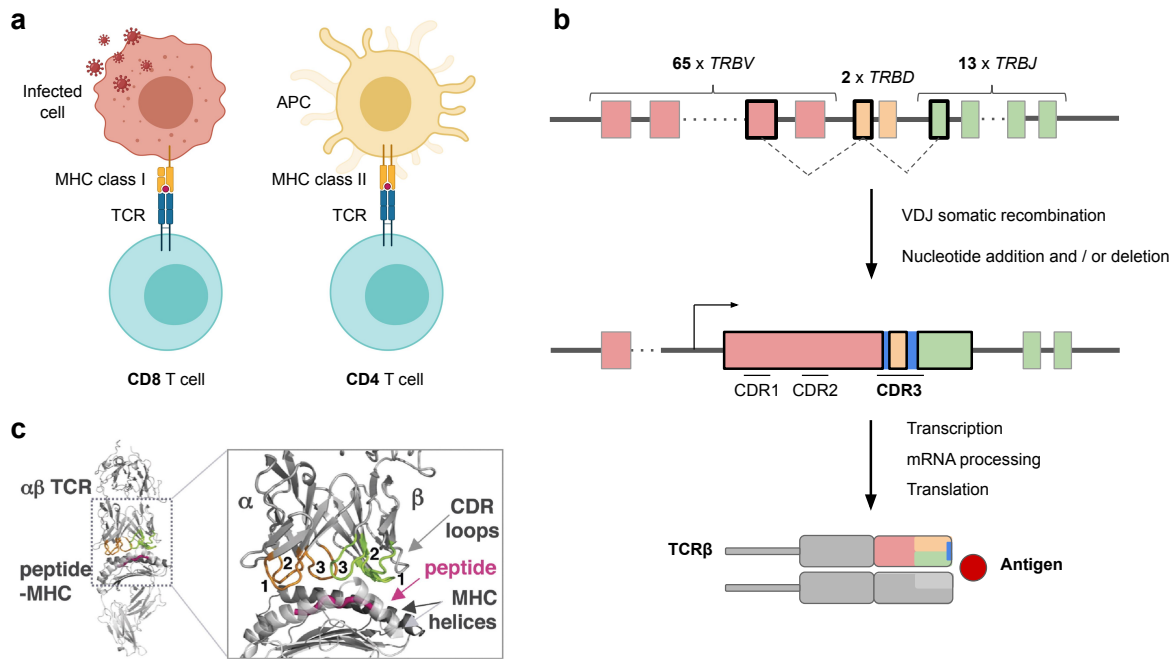 a
Infected
cell
APC
MHC class I
MHC class II
TCR
TCR
CD8 T cell
CD4 T cell
b
65 x TRBV
2 x TRBD
13 x TRBJ
VDJ somatic recombination
Nucleotide addition and / or deletion
CDR1
CDR2
CDR3
Transcription
mRNA processing
Translation
TCRβ
Antigen
c
αβ TCR
peptide
-MHC
α
β
CDR
loops
1 2 3 3 2 1
peptide
MHC
helices